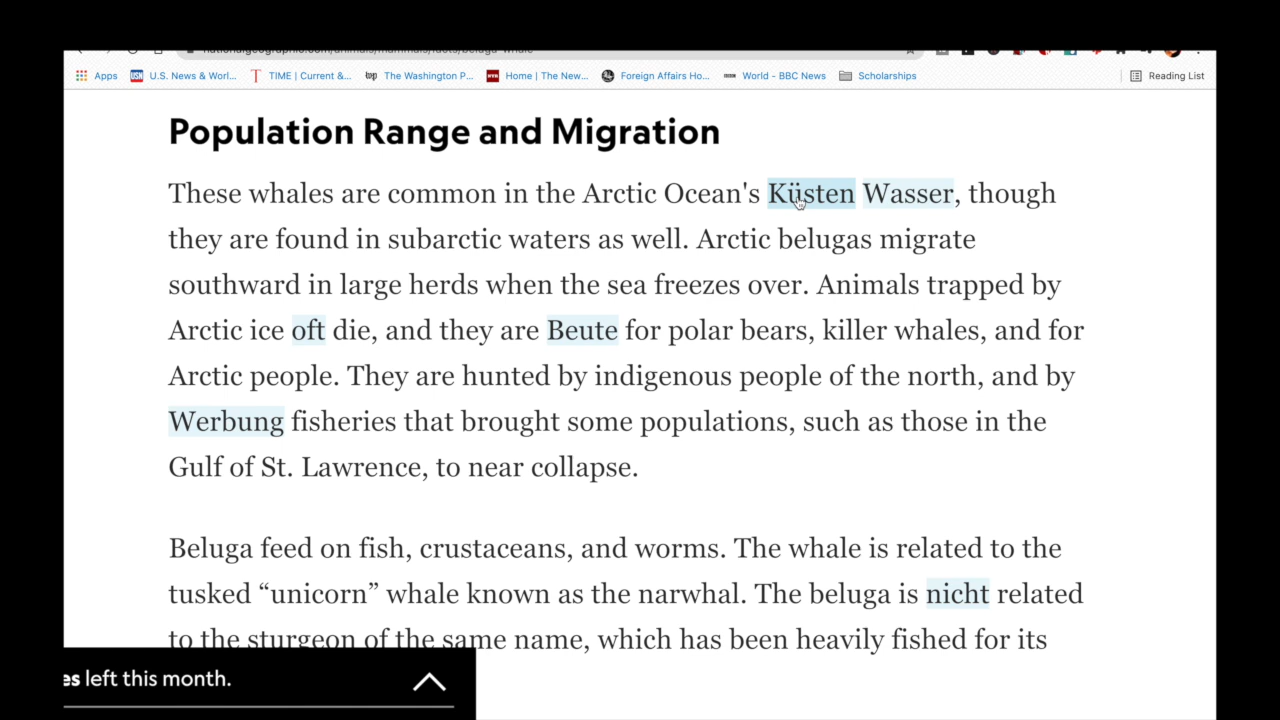 nationalgeographic.com/animals/mammals/facts/beluga-whale
Apps U.S. News & Worl... TIME | Current &... The Washington P... Home | The New... Foreign Affairs Ho... World - BBC News Scholarships Reading List
Population Range and Migration
These whales are common in the Arctic Ocean's Küsten Wasser, though
they are found in subarctic waters as well. Arctic belugas migrate
southward in large herds when the sea freezes over. Animals trapped by
Arctic ice oft die, and they are Beute for polar bears, killer whales, and for
Arctic people. They are hunted by indigenous people of the north, and by
Werbung fisheries that brought some populations, such as those in the
Gulf of St. Lawrence, to near collapse.
Beluga feed on fish, crustaceans, and worms. The whale is related to the
tusked “unicorn” whale known as the narwhal. The beluga is nicht related
to the sturgeon of the same name, which has been heavily fished for its
es left this month.